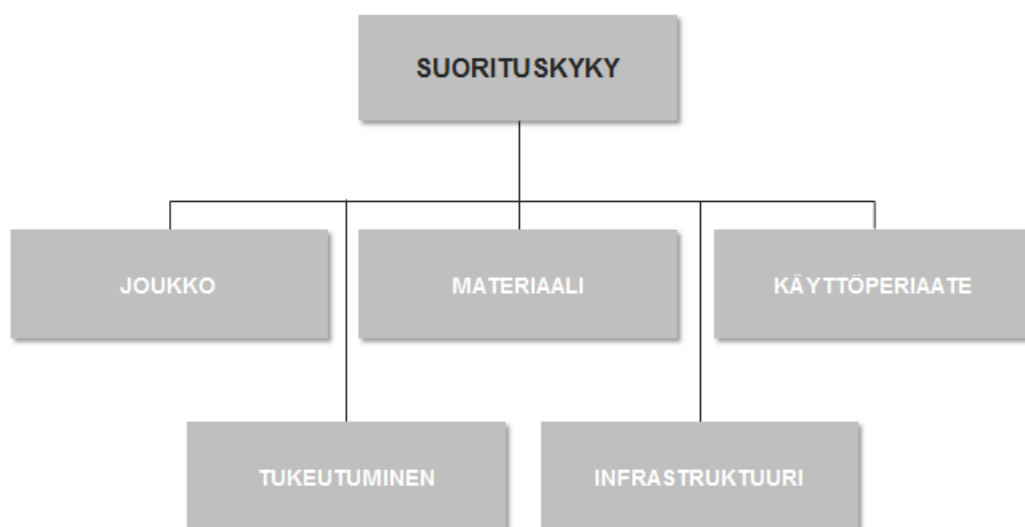 SUORITUSKYKY
JOUKKO
MATERIAALI
KÄYTTÖPERIAATE
TUKEUTUMINEN
INFRASTRUKTUURI